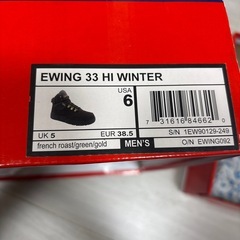 EWING 33 HI WINTER
USA
6
UK 5
EUR 38.5
french roast/green/gold
MEN'S
7 31616 84662 0
S/N 1EW90129-249
O/N EWING092